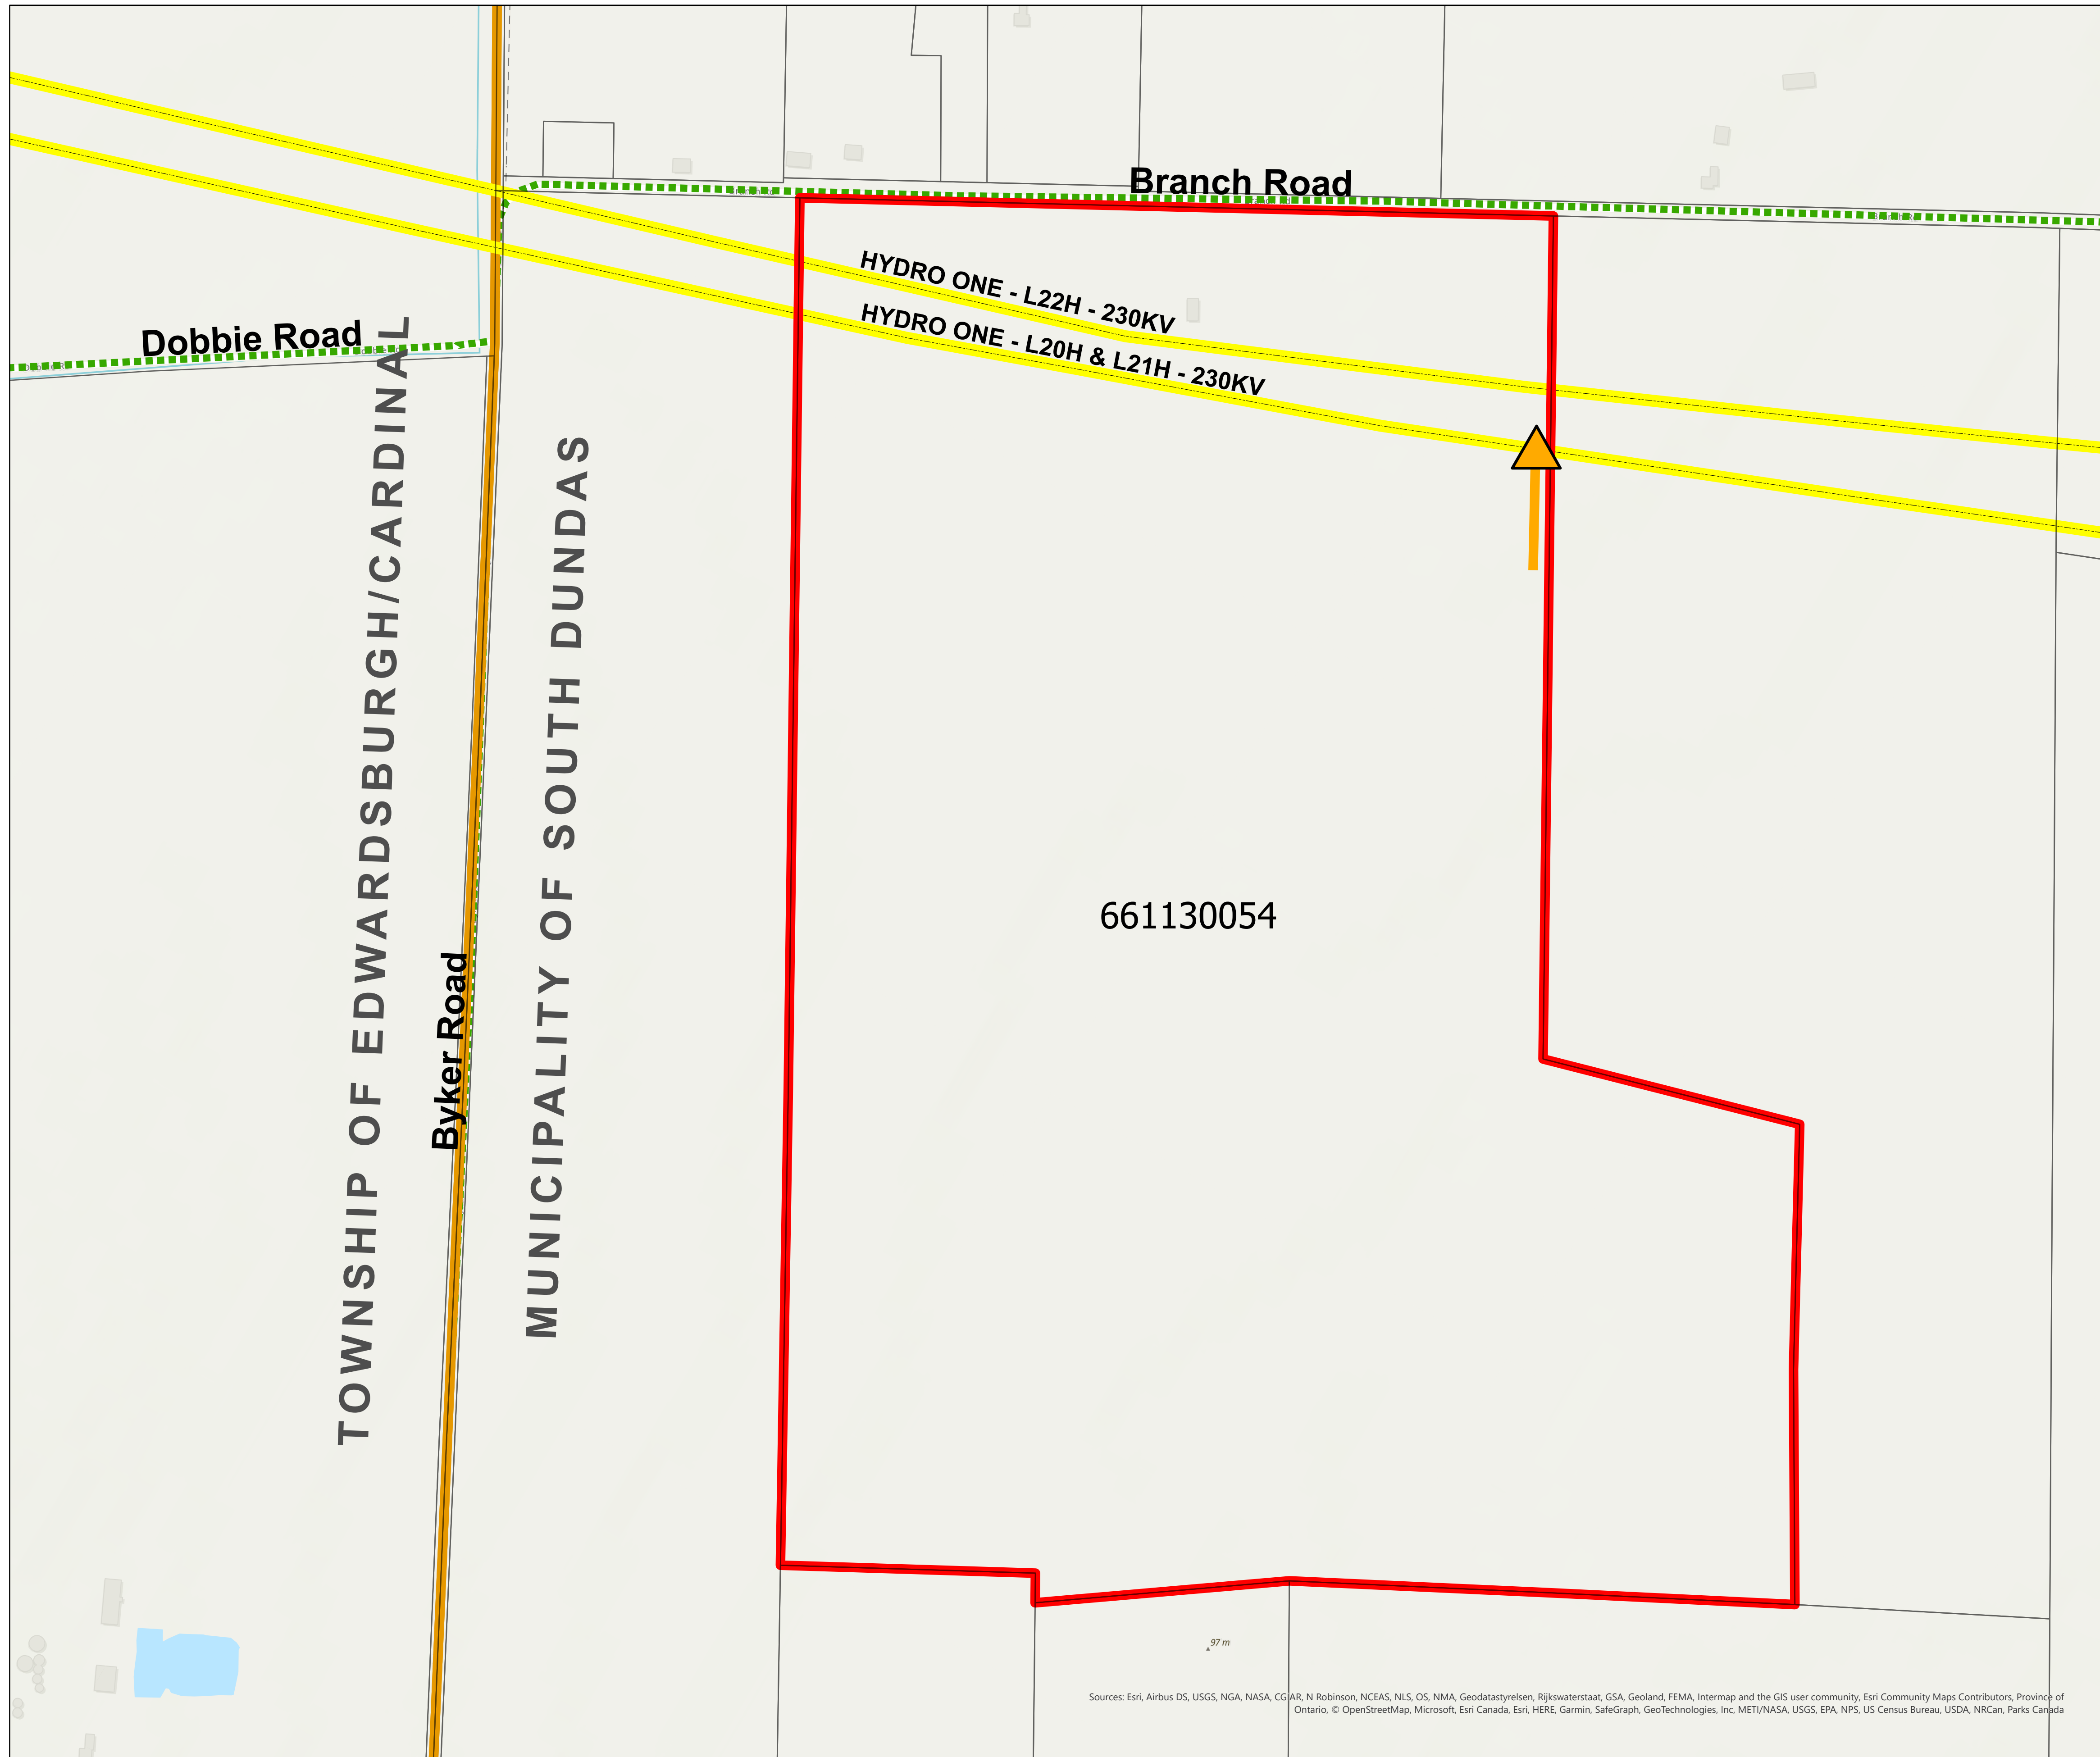 Branch Road
Branch Rd
Branch Rd
HYDRO ONE - L22H - 230KV
HYDRO ONE - L20H & L21H - 230KV
Dobbie Road
TOWNSHIP OF EDWARDSBURGH/CARDINAL
MUNICIPALITY OF SOUTH DUNDAS
Byker Road
661130054
97 m
Sources: Esri, Airbus DS, USGS, NGA, NASA, CGIAR, N Robinson, NCEAS, NLS, OS, NMA, Geodatastyrelsen, Rijkswaterstaat, GSA, Geoland, FEMA, Intermap and the GIS user community, Esri Community Maps Contributors, Province of
Ontario, © OpenStreetMap, Microsoft, Esri Canada, Esri, HERE, Garmin, SafeGraph, GeoTechnologies, Inc, METI/NASA, USGS, EPA, NPS, US Census Bureau, USDA, NRCan, Parks Canada